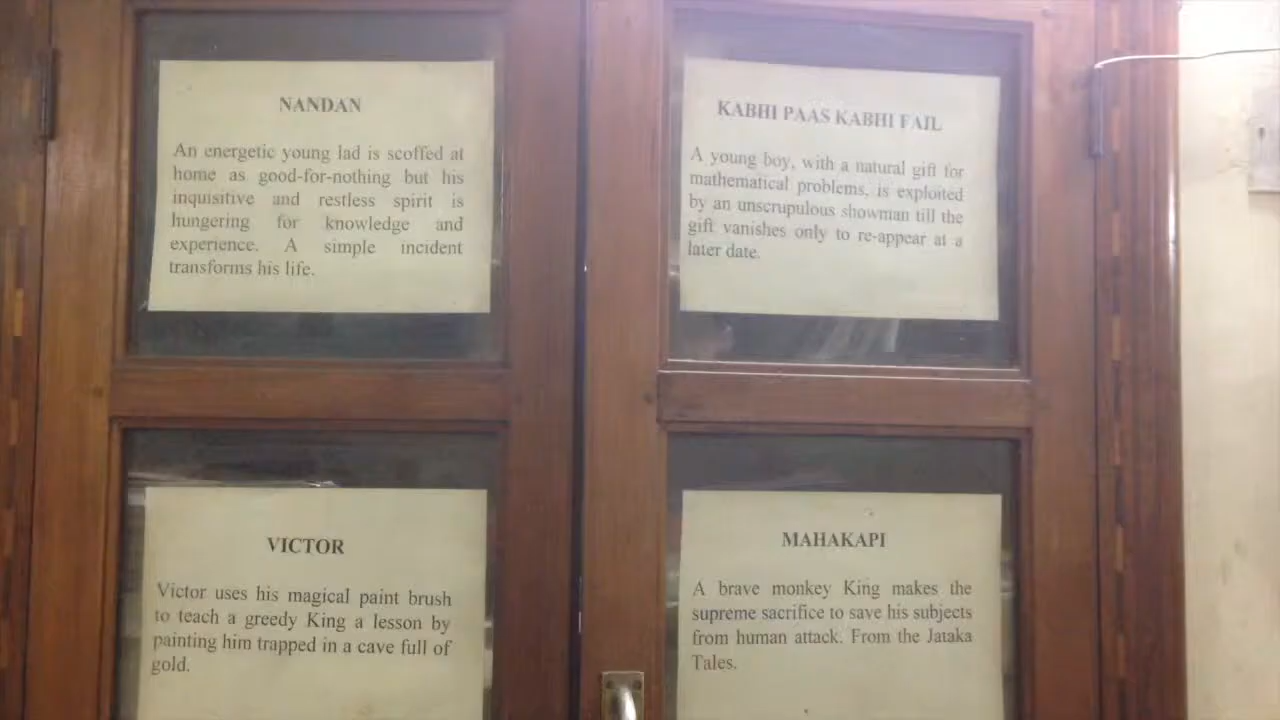 NANDAN
An energetic young lad is scoffed at
home as good-for-nothing but his
inquisitive and restless spirit is
hungering for knowledge and
experience. A simple incident
transforms his life.
KABHI PAAS KABHI FAIL
A young boy, with a natural gift for
mathematical problems, is exploited
by an unscrupulous showman till the
gift vanishes only to re-appear at a
later date.
VICTOR
Victor uses his magical paint brush
to teach a greedy King a lesson by
painting him trapped in a cave full of
gold.
MAHAKAPI
A brave monkey King makes the
supreme sacrifice to save his subjects
from human attack. From the Jataka
Tales.